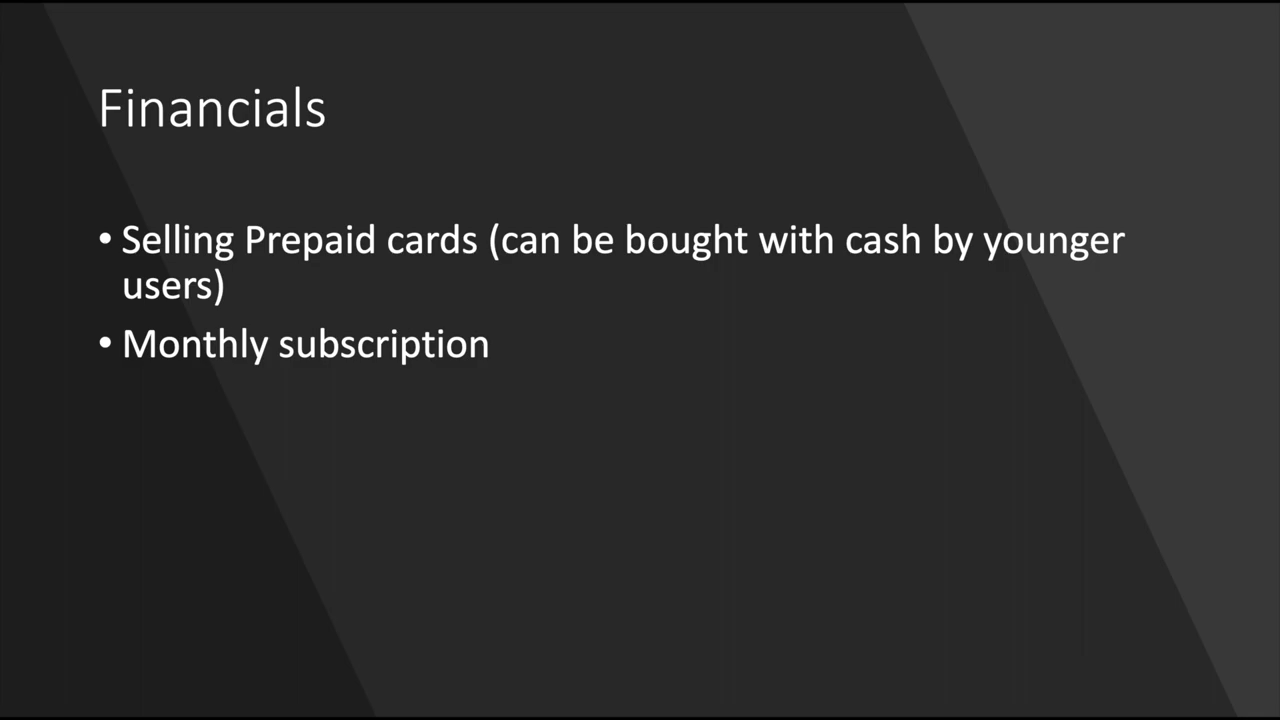 Financials
• Selling Prepaid cards (can be bought with cash by younger
users)
• Monthly subscription